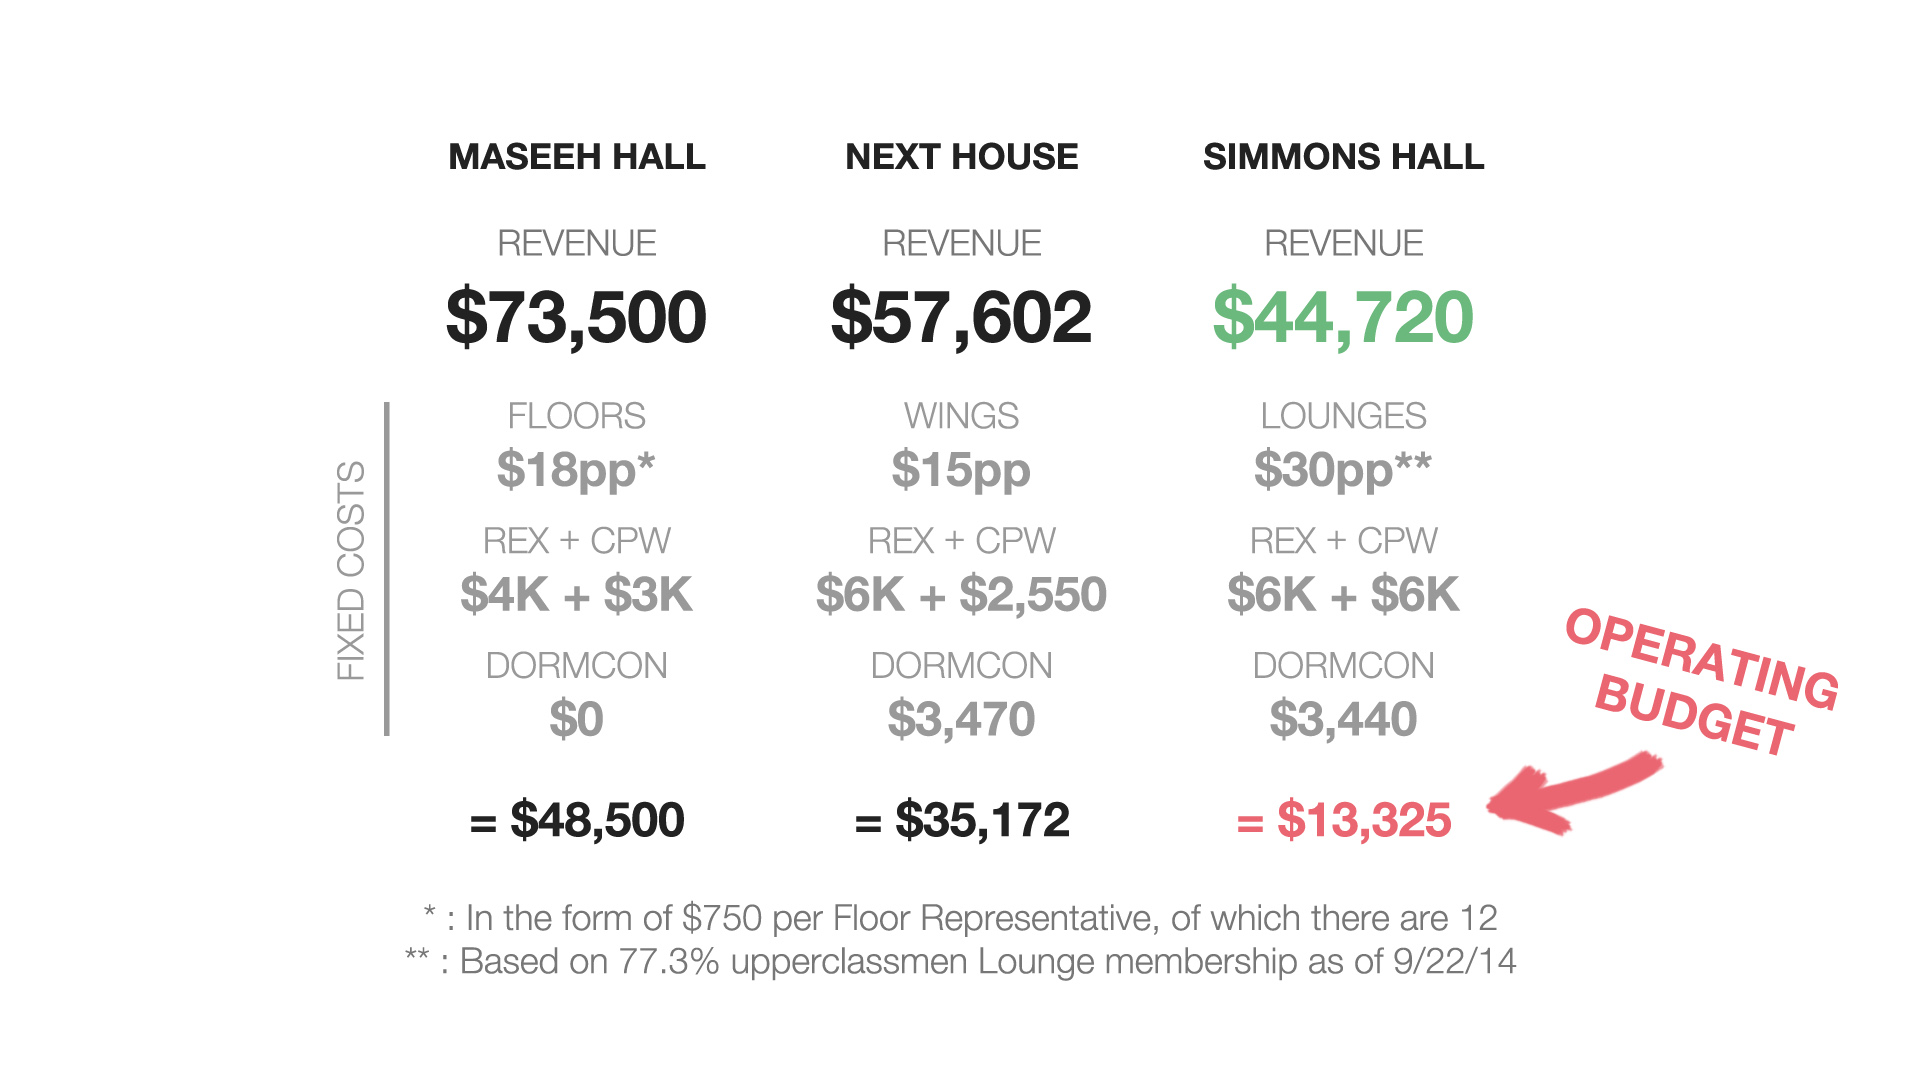 MASEEH HALL NEXT HOUSE SIMMONS HALL
REVENUE REVENUE REVENUE
$73,500 $57,602 $44,720
FIXED COSTS
FLOORS WINGS LOUNGES
$18pp* $15pp $30pp**
REX + CPW REX + CPW REX + CPW
$4K + $3K $6K + $2,550 $6K + $6K
DORMCON DORMCON DORMCON
$0 $3,470 $3,440
OPERATING
BUDGET
= $48,500 = $35,172 = $13,325
* : In the form of $750 per Floor Representative, of which there are 12
** : Based on 77.3% upperclassmen Lounge membership as of 9/22/14